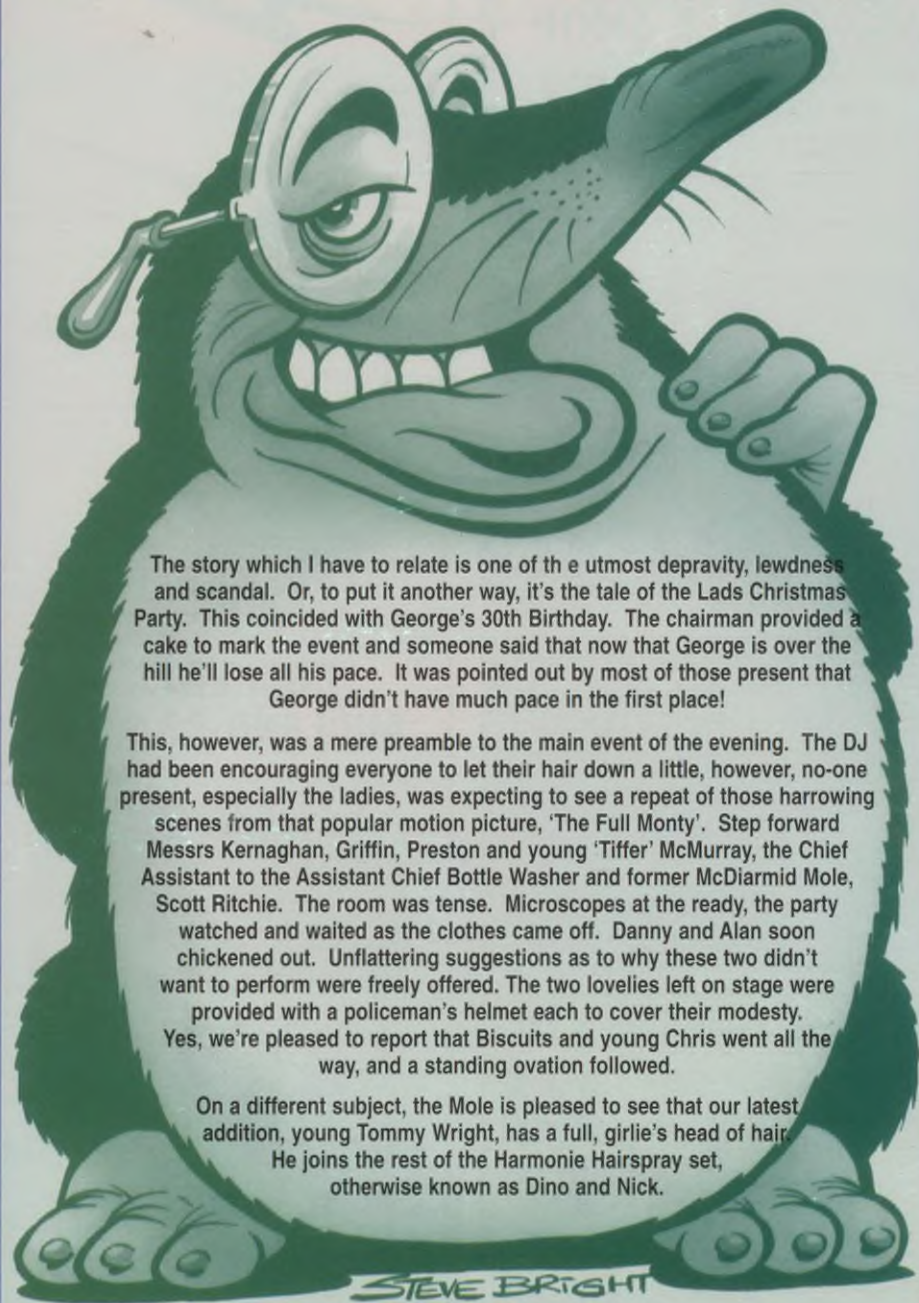 The story which I have to relate is one of th e utmost depravity, lewdness
and scandal. Or, to put it another way, it's the tale of the Lads Christmas
Party. This coincided with George's 30th Birthday. The chairman provided a
cake to mark the event and someone said that now that George is over the
hill he'll lose all his pace. It was pointed out by most of those present that
George didn't have much pace in the first place!
This, however, was a mere preamble to the main event of the evening. The DJ
had been encouraging everyone to let their hair down a little, however, no-one
present, especially the ladies, was expecting to see a repeat of those harrowing
scenes from that popular motion picture, 'The Full Monty'. Step forward
Messrs Kernaghan, Griffin, Preston and young 'Tiffer' McMurray, the Chief
Assistant to the Assistant Chief Bottle Washer and former McDiarmid Mole,
Scott Ritchie. The room was tense. Microscopes at the ready, the party
watched and waited as the clothes came off. Danny and Alan soon
chickened out. Unflattering suggestions as to why these two didn't
want to perform were freely offered. The two lovelies left on stage were
provided with a policeman's helmet each to cover their modesty.
Yes, we're pleased to report that Biscuits and young Chris went all the
way, and a standing ovation followed.
On a different subject, the Mole is pleased to see that our latest
addition, young Tommy Wright, has a full, girlie's head of hair.
He joins the rest of the Harmonie Hairspray set,
otherwise known as Dino and Nick.
STEVE BRIGHT